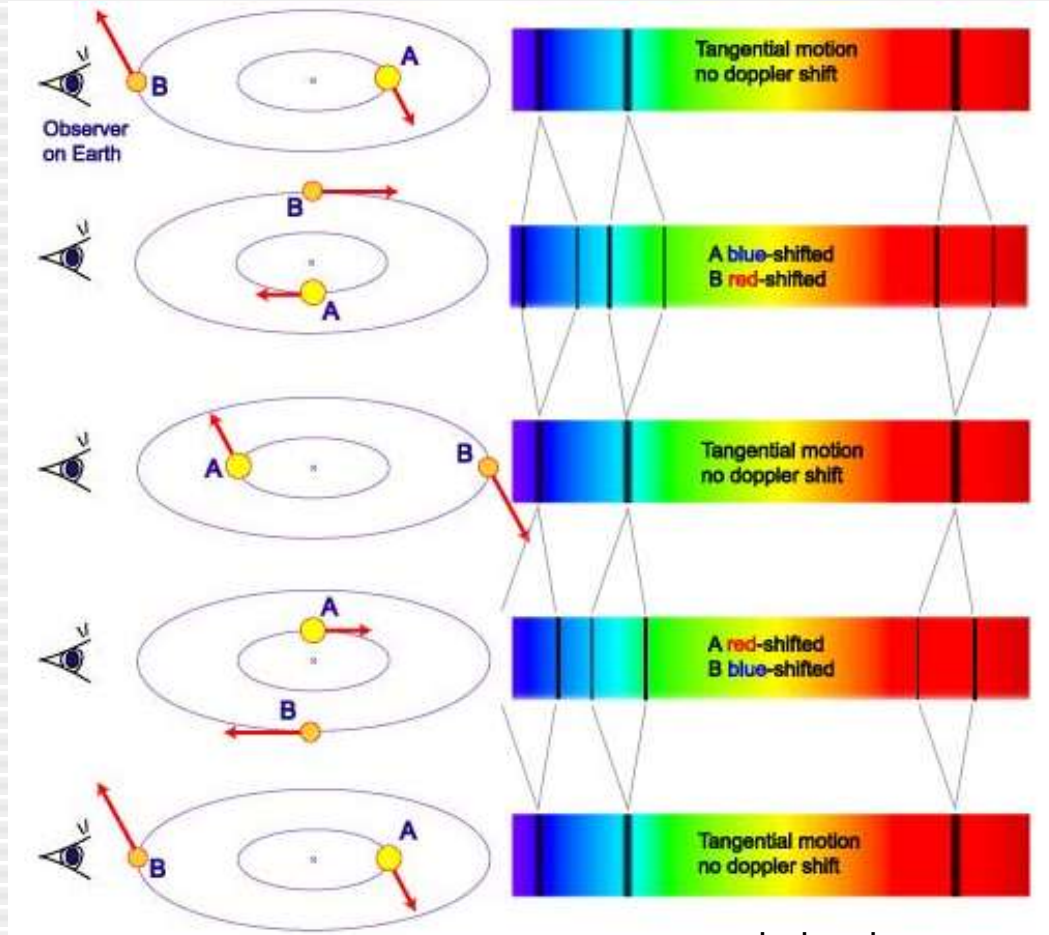 A
Tangential motion
no doppler shift
B
Observer
on Earth
B
A
A blue-shifted
B red-shifted
A
B
Tangential motion
no doppler shift
A
B
A red-shifted
B blue-shifted
A
B
Tangential motion
no doppler shift